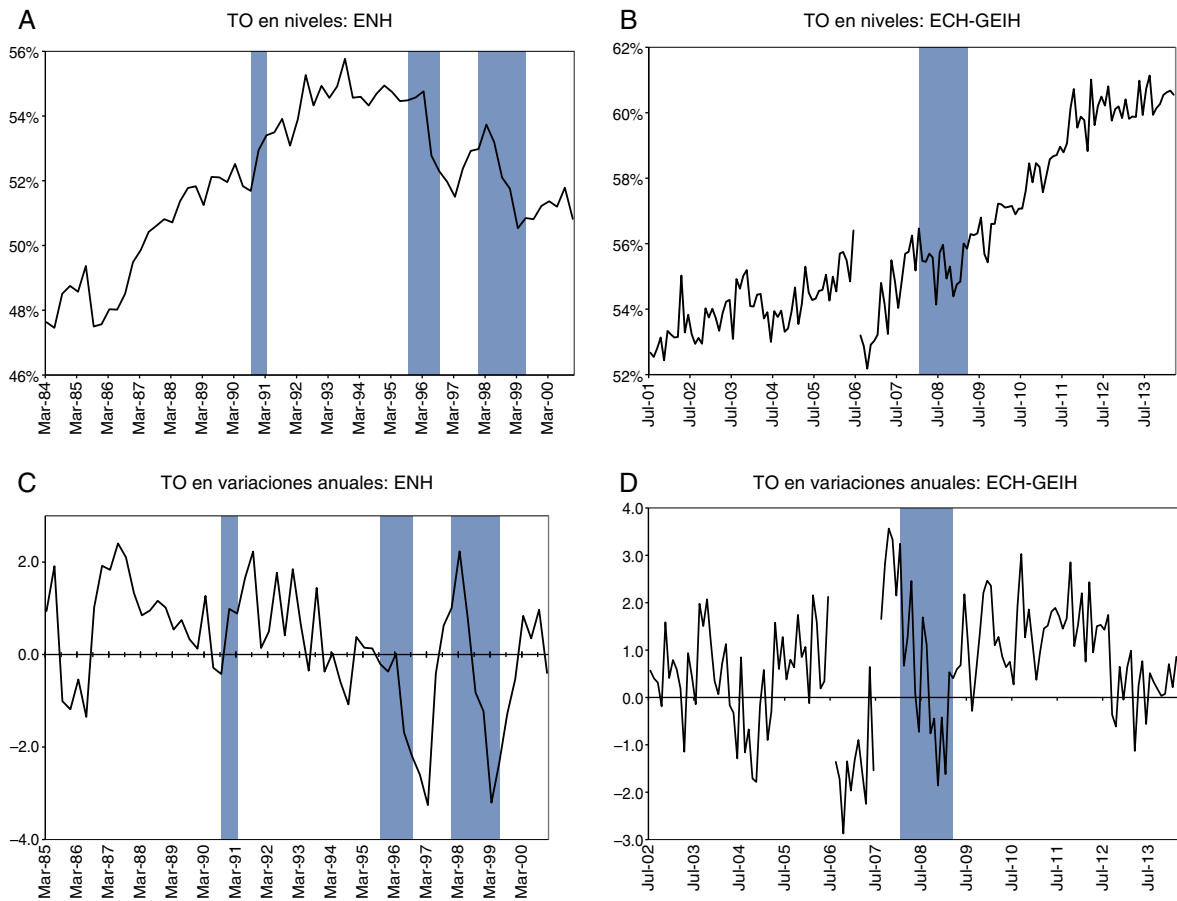 A
TO en niveles: ENH
56%
54%
52%
50%
48%
46%
Mar-84
Mar-85
Mar-86
Mar-87
Mar-88
Mar-89
Mar-90
Mar-91
Mar-92
Mar-93
Mar-94
Mar-95
Mar-96
Mar-97
Mar-98
Mar-99
Mar-00
B
TO en niveles: ECH-GEIH
62%
60%
58%
56%
54%
52%
Jul-01
Jul-02
Jul-03
Jul-04
Jul-05
Jul-06
Jul-07
Jul-08
Jul-09
Jul-10
Jul-11
Jul-12
Jul-13
C
TO en variaciones anuales: ENH
2.0
0.0
−2.0
−4.0
Mar-85
Mar-86
Mar-87
Mar-88
Mar-89
Mar-90
Mar-91
Mar-92
Mar-93
Mar-94
Mar-95
Mar-96
Mar-97
Mar-98
Mar-99
Mar-00
D
TO en variaciones anuales: ECH-GEIH
4.0
3.0
2.0
1.0
0.0
−1.0
−2.0
−3.0
Jul-02
Jul-03
Jul-04
Jul-05
Jul-06
Jul-07
Jul-08
Jul-09
Jul-10
Jul-11
Jul-12
Jul-13